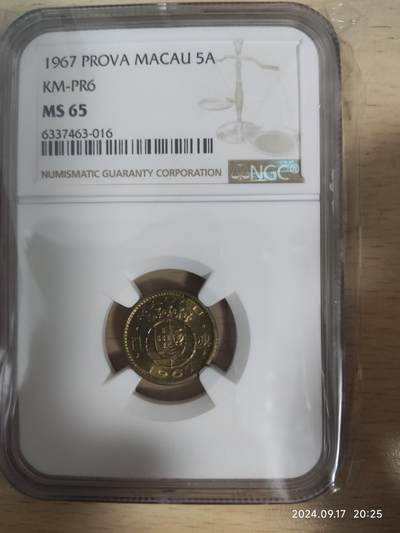 1967 PROVA MACAU 5A
KM-PR6
MS 65
6337463-016
NUMISMATIC GUARANTY CORPORATION
NGC
1967
2024.09.17 20:25